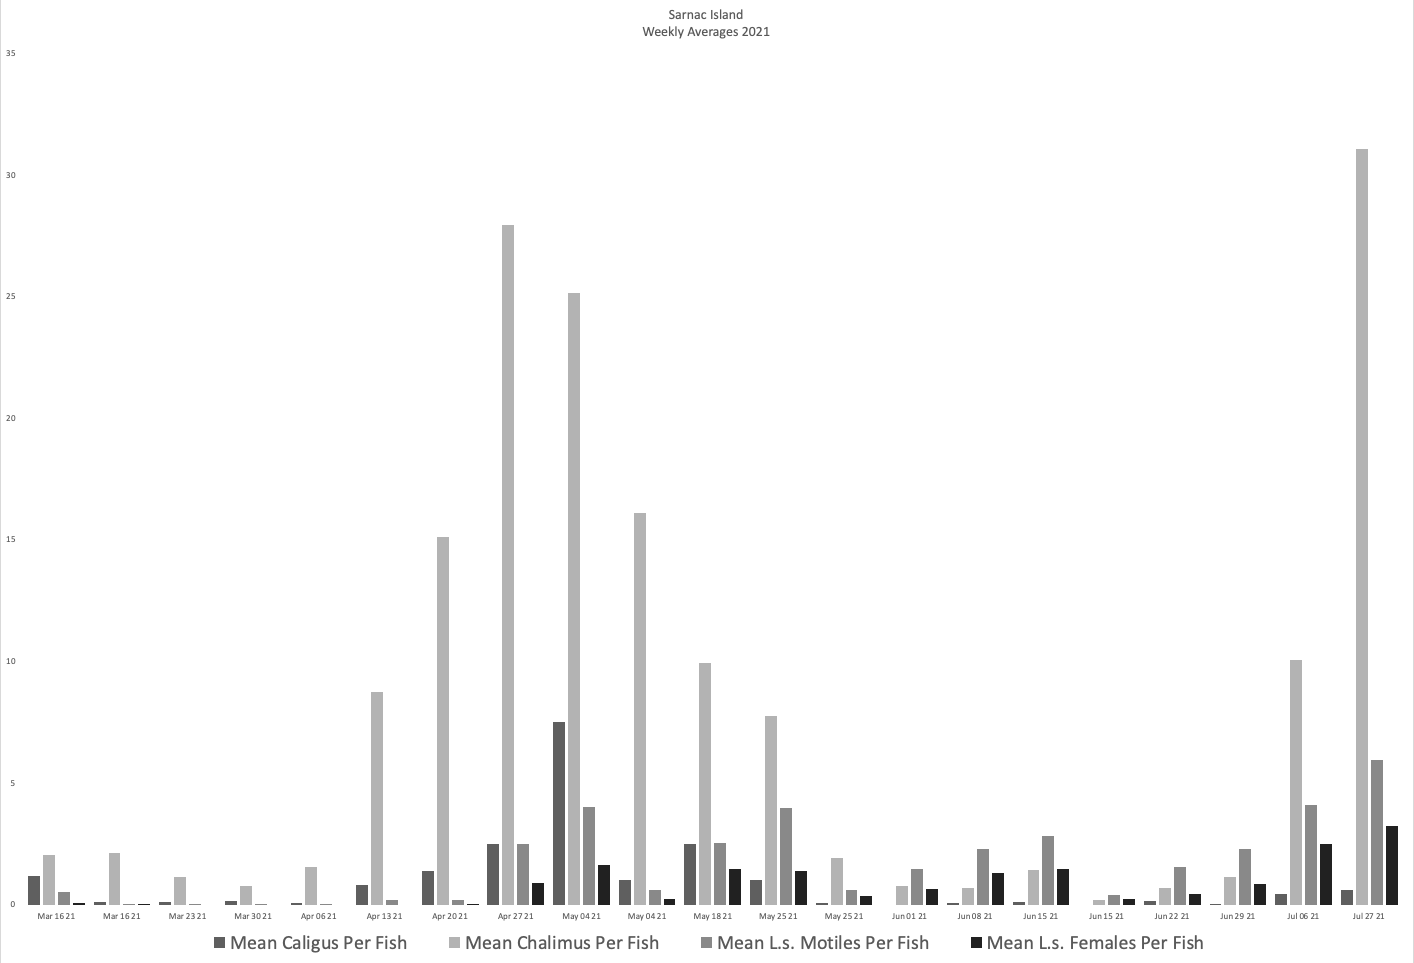 Sarnac Island
Weekly Averages 2021
35
30
25
20
15
10
5
0
Mar 16 21 Mar 16 21 Mar 23 21 Mar 30 21 Apr 06 21 Apr 13 21 Apr 20 21 Apr 27 21 May 04 21 May 04 21 May 18 21 May 25 21 May 25 21 Jun 01 21 Jun 08 21 Jun 15 21 Jun 15 21 Jun 22 21 Jun 29 21 Jul 06 21 Jul 27 21
Mean Caligus Per Fish Mean Chalimus Per Fish Mean L.s. Motiles Per Fish Mean L.s. Females Per Fish